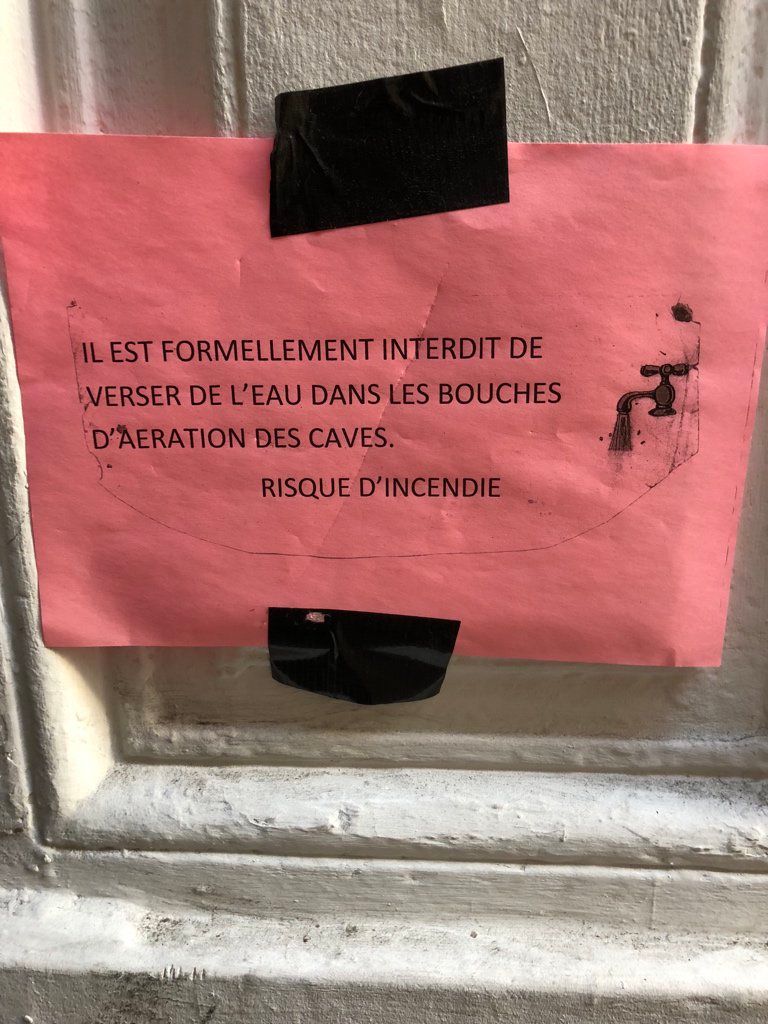 IL EST FORMELLEMENT INTERDIT DE
VERSER DE L'EAU DANS LES BOUCHES
D'AERATION DES CAVES.
RISQUE D'INCENDIE